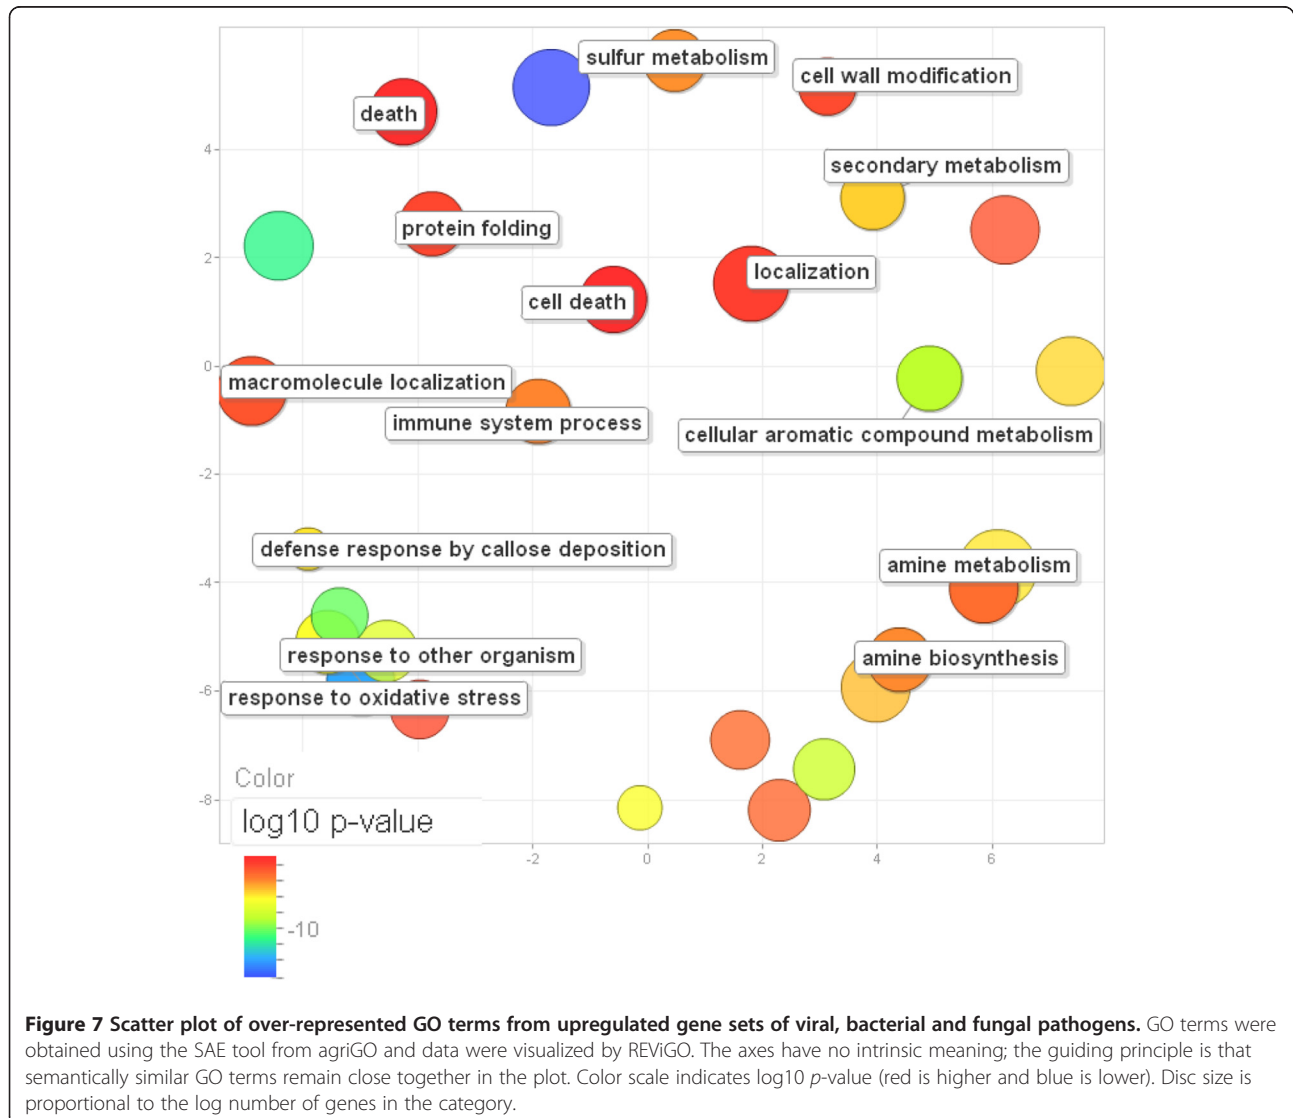 sulfur metabolism
cell wall modification
death
4
secondary metabolism
protein folding
2
localization
cell death
0
macromolecule localization
immune system process
cellular aromatic compound metabolism
-2
defense response by callose deposition
amine metabolism
-4
response to other organism
amine biosynthesis
-6
response to oxidative stress
Color
-8
log10 p-value
-2 0 2 4 6
-10
Figure 7 Scatter plot of over-represented GO terms from upregulated gene sets of viral, bacterial and fungal pathogens. GO terms were
obtained using the SAE tool from agriGO and data were visualized by REViGO. The axes have no intrinsic meaning; the guiding principle is that
semantically similar GO terms remain close together in the plot. Color scale indicates log10 p-value (red is higher and blue is lower). Disc size is
proportional to the log number of genes in the category.